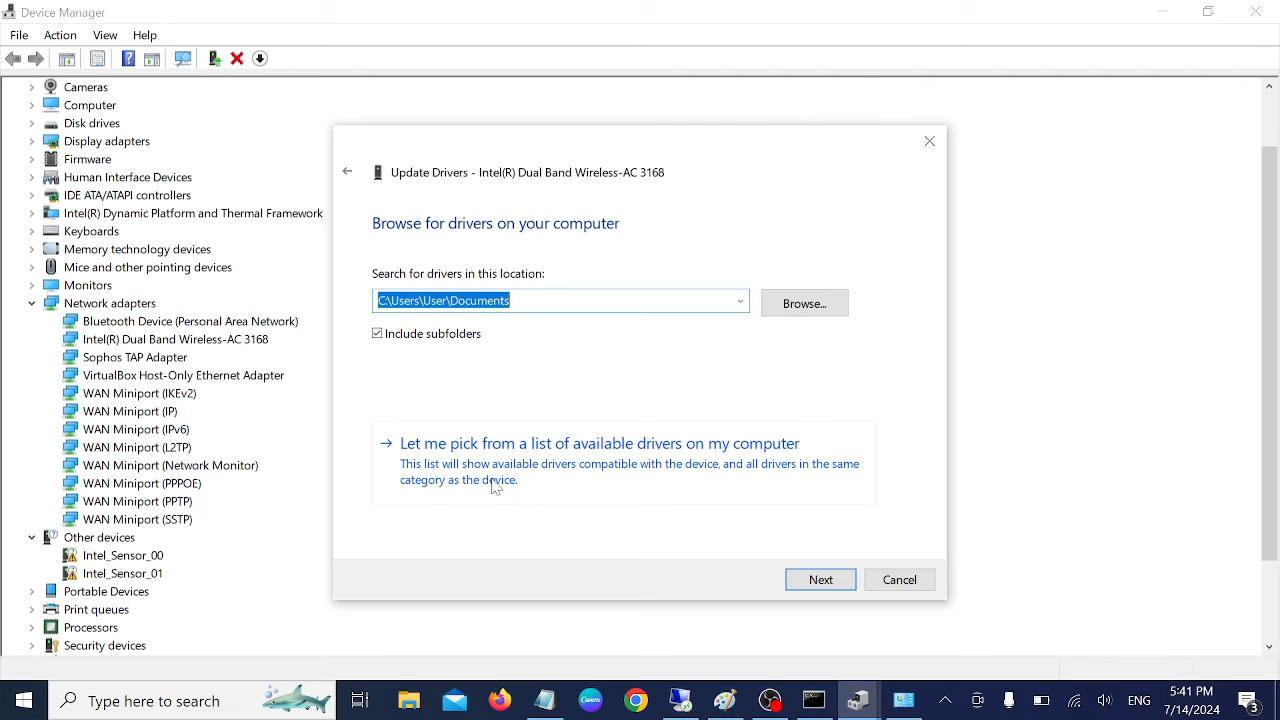 Device Manager
File Action View Help
Cameras
Computer
Disk drives
Display adapters
Firmware
Human Interface Devices
IDE ATA/ATAPI controllers
Intel(R) Dynamic Platform and Thermal Framework
Keyboards
Memory technology devices
Mice and other pointing devices
Monitors
Network adapters
Bluetooth Device (Personal Area Network)
Intel(R) Dual Band Wireless-AC 3168
Sophos TAP Adapter
VirtualBox Host-Only Ethernet Adapter
WAN Miniport (IKEv2)
WAN Miniport (IP)
WAN Miniport (IPv6)
WAN Miniport (L2TP)
WAN Miniport (Network Monitor)
WAN Miniport (PPPOE)
WAN Miniport (PPTP)
WAN Miniport (SSTP)
Other devices
Intel_Sensor_00
Intel_Sensor_01
Portable Devices
Print queues
Processors
Security devices
Update Drivers - Intel(R) Dual Band Wireless-AC 3168
Browse for drivers on your computer
Search for drivers in this location:
C:\Users\User\Documents
Browse...
Include subfolders
Let me pick from a list of available drivers on my computer
This list will show available drivers compatible with the device, and all drivers in the same
category as the device.
Next Cancel
Type here to search
Canva
ENG
5:41 PM
7/14/2024
3